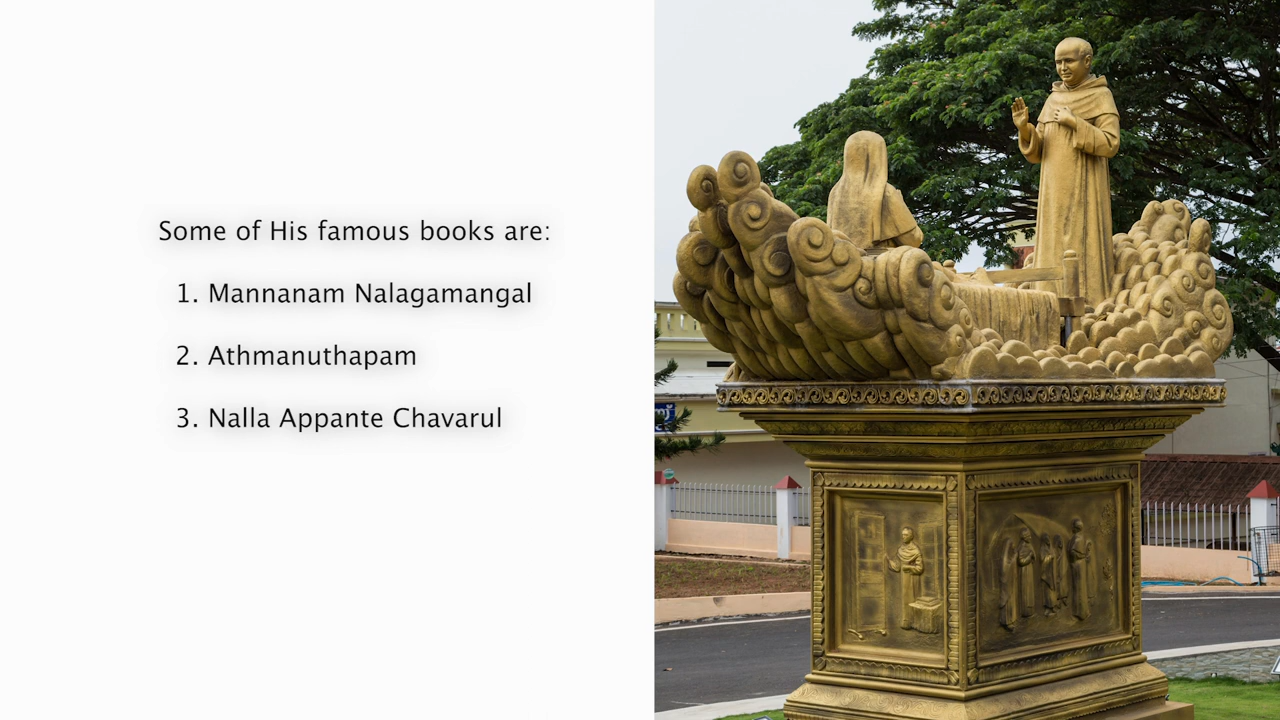 Some of His famous books are:
1. Mannanam Nalagamangal
2. Athmanuthapam
3. Nalla Appante Chavarul